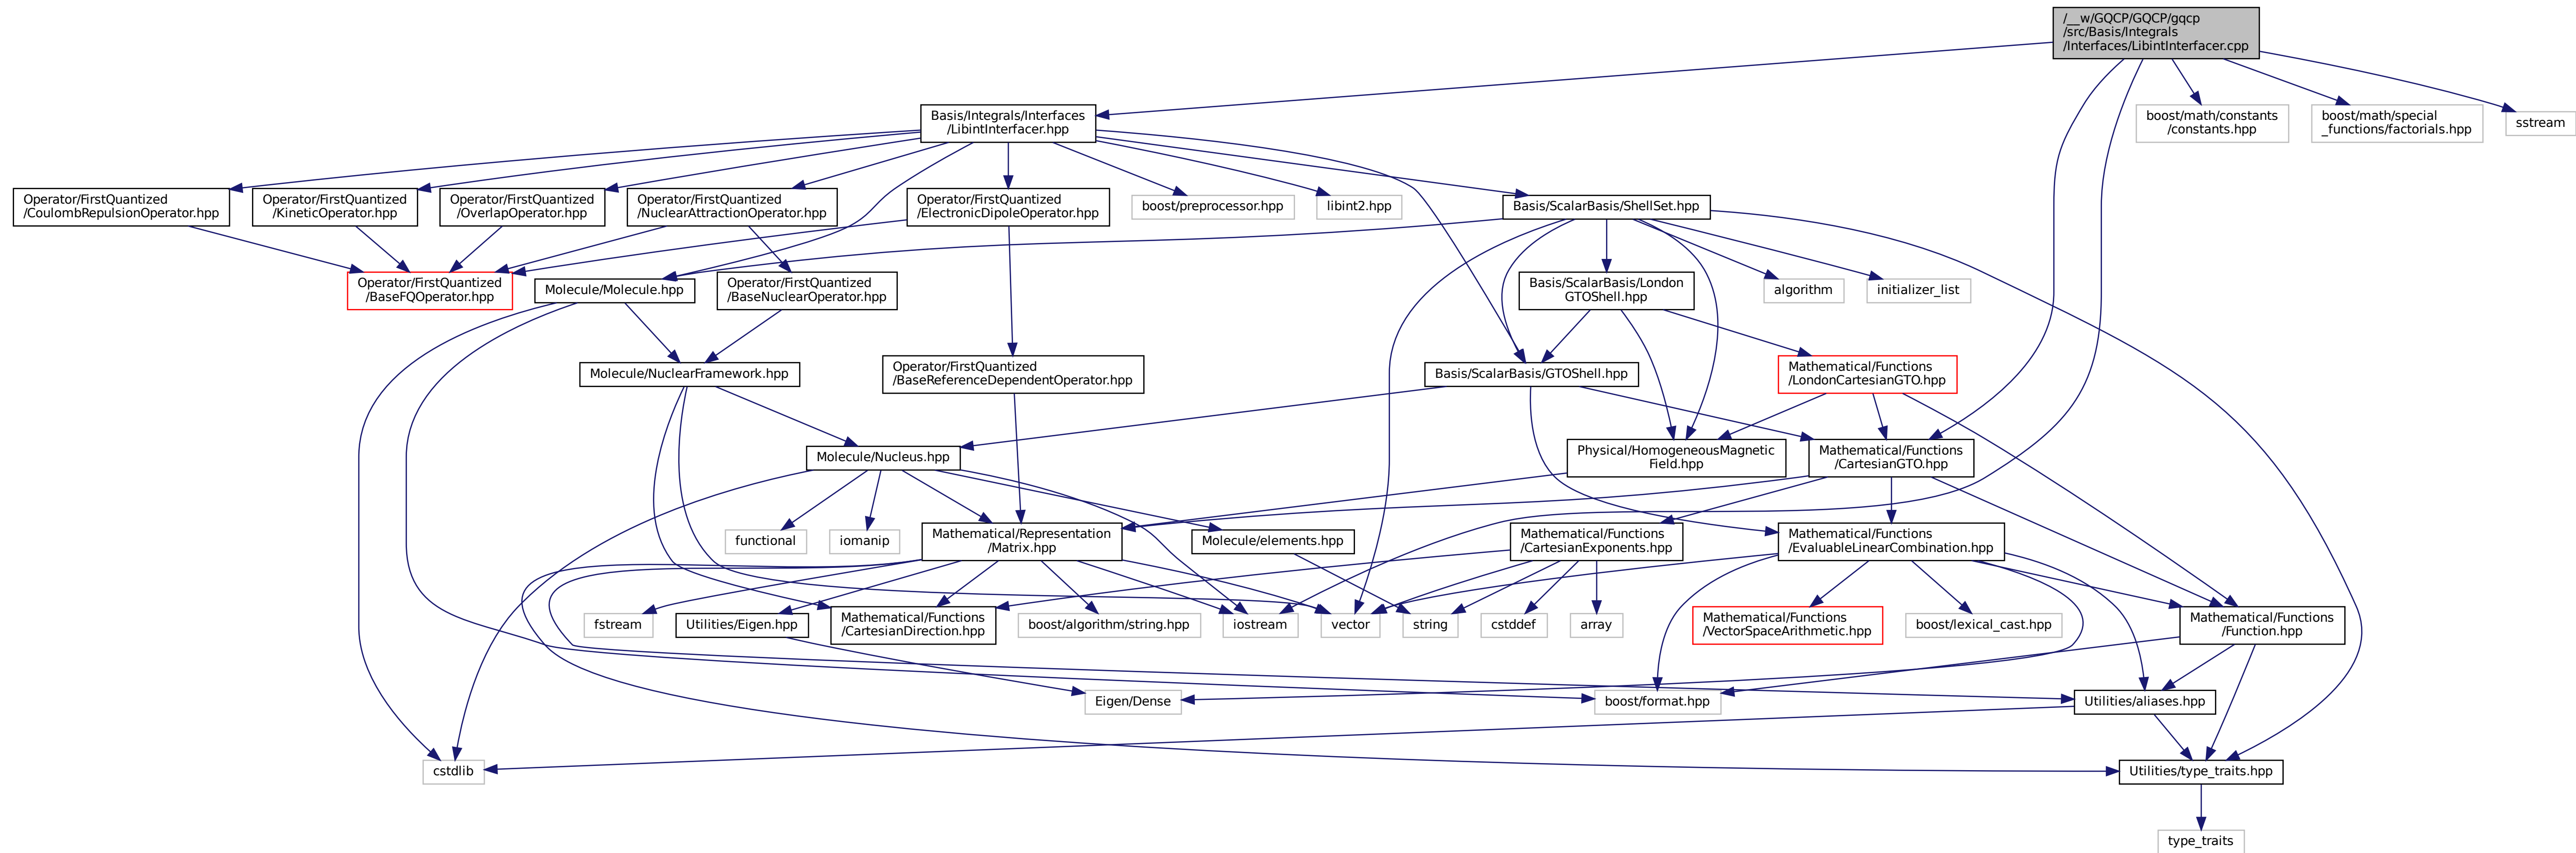 /__w/GQCP/GQCP/gqcp
/src/Basis/Integrals
/Interfaces/LibintInterfacer.cpp
Basis/Integrals/Interfaces
/LibintInterfacer.hpp
boost/math/constants
/constants.hpp
boost/math/special
_functions/factorials.hpp
sstream
Operator/FirstQuantized
/CoulombRepulsionOperator.hpp
Operator/FirstQuantized
/KineticOperator.hpp
Operator/FirstQuantized
/OverlapOperator.hpp
Operator/FirstQuantized
/NuclearAttractionOperator.hpp
Operator/FirstQuantized
/ElectronicDipoleOperator.hpp
boost/preprocessor.hpp
libint2.hpp
Basis/ScalarBasis/ShellSet.hpp
Operator/FirstQuantized
/BaseFQOperator.hpp
Molecule/Molecule.hpp
Operator/FirstQuantized
/BaseNuclearOperator.hpp
Basis/ScalarBasis/London
GTOShell.hpp
algorithm
initializer_list
Molecule/NuclearFramework.hpp
Operator/FirstQuantized
/BaseReferenceDependentOperator.hpp
Basis/ScalarBasis/GTOShell.hpp
Mathematical/Functions
/LondonCartesianGTO.hpp
Molecule/Nucleus.hpp
Physical/HomogeneousMagnetic
Field.hpp
Mathematical/Functions
/CartesianGTO.hpp
functional
iomanip
Mathematical/Representation
/Matrix.hpp
Molecule/elements.hpp
Mathematical/Functions
/CartesianExponents.hpp
Mathematical/Functions
/EvaluableLinearCombination.hpp
fstream
Utilities/Eigen.hpp
Mathematical/Functions
/CartesianDirection.hpp
boost/algorithm/string.hpp
iostream
vector
string
cstddef
array
Mathematical/Functions
/VectorSpaceArithmetic.hpp
boost/lexical_cast.hpp
Mathematical/Functions
/Function.hpp
Eigen/Dense
boost/format.hpp
Utilities/aliases.hpp
cstdlib
Utilities/type_traits.hpp
type_traits